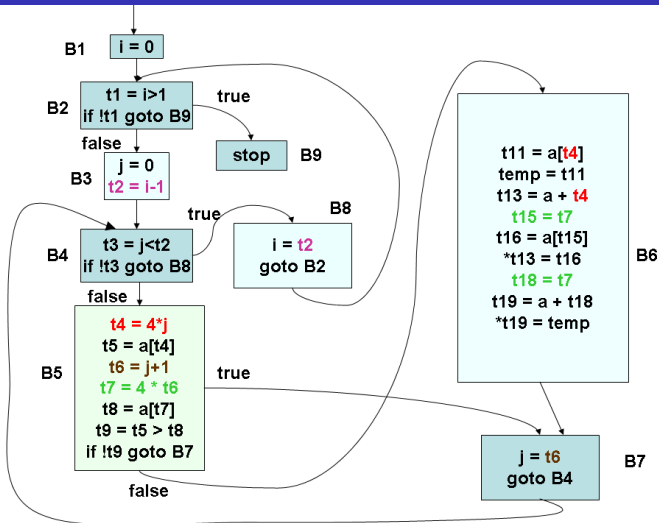 B1
i = 0
B2
t1 = i>1
if !t1 goto B9
true
false
stop
B9
B3
j = 0
t2 = i-1
true
B8
B4
t3 = j<t2
if !t3 goto B8
i = t2
goto B2
false
B5
t4 = 4*j
t5 = a[t4]
t6 = j+1
t7 = 4 * t6
t8 = a[t7]
t9 = t5 > t8
if !t9 goto B7
true
false
t11 = a[t4]
temp = t11
t13 = a + t4
t15 = t7
t16 = a[t15]
*t13 = t16
t18 = t7
t19 = a + t18
*t19 = temp
B6
j = t6
goto B4
B7